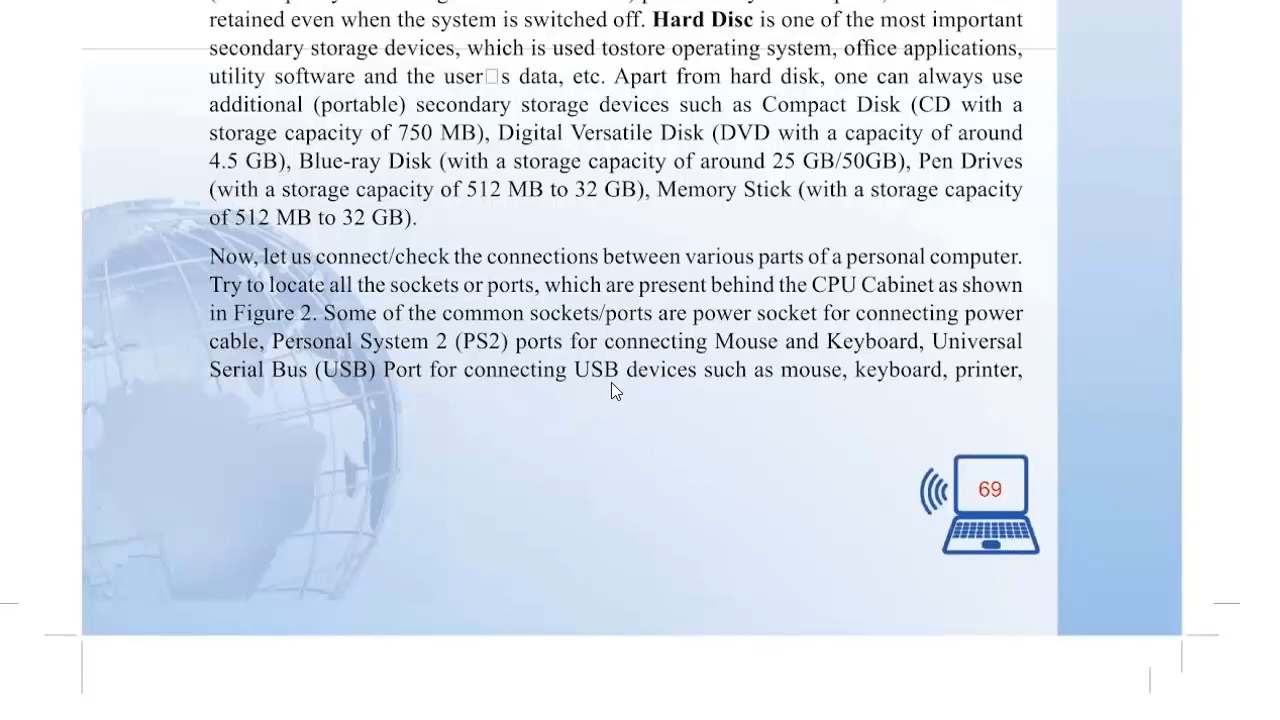 retained even when the system is switched off. Hard Disc is one of the most important
secondary storage devices, which is used tostore operating system, office applications,
utility software and the user□s data, etc. Apart from hard disk, one can always use
additional (portable) secondary storage devices such as Compact Disk (CD with a
storage capacity of 750 MB), Digital Versatile Disk (DVD with a capacity of around
4.5 GB), Blue-ray Disk (with a storage capacity of around 25 GB/50GB), Pen Drives
(with a storage capacity of 512 MB to 32 GB), Memory Stick (with a storage capacity
of 512 MB to 32 GB).
Now, let us connect/check the connections between various parts of a personal computer.
Try to locate all the sockets or ports, which are present behind the CPU Cabinet as shown
in Figure 2. Some of the common sockets/ports are power socket for connecting power
cable, Personal System 2 (PS2) ports for connecting Mouse and Keyboard, Universal
Serial Bus (USB) Port for connecting USB devices such as mouse, keyboard, printer,
69